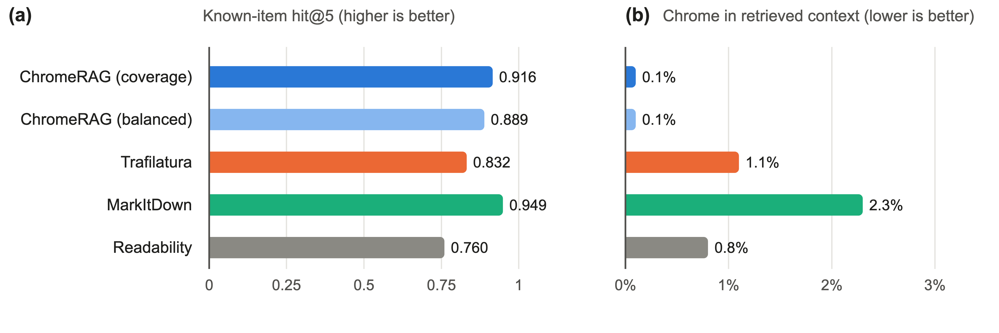 (a) Known-item hit@5 (higher is better)
ChromeRAG (coverage) 0.916
ChromeRAG (balanced) 0.889
Trafilatura 0.832
MarkItDown 0.949
Readability 0.760
0 0.25 0.5 0.75 1
(b) Chrome in retrieved context (lower is better)
0.1%
0.1%
1.1%
2.3%
0.8%
0% 1% 2% 3%